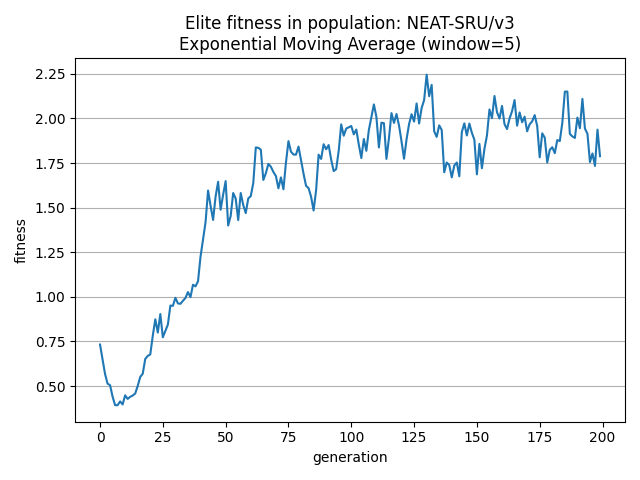 Elite fitness in population: NEAT-SRU/v3
Exponential Moving Average (window=5)
2.25
2.00
1.75
1.50
1.25
1.00
0.75
0.50
fitness
0 25 50 75 100 125 150 175 200
generation